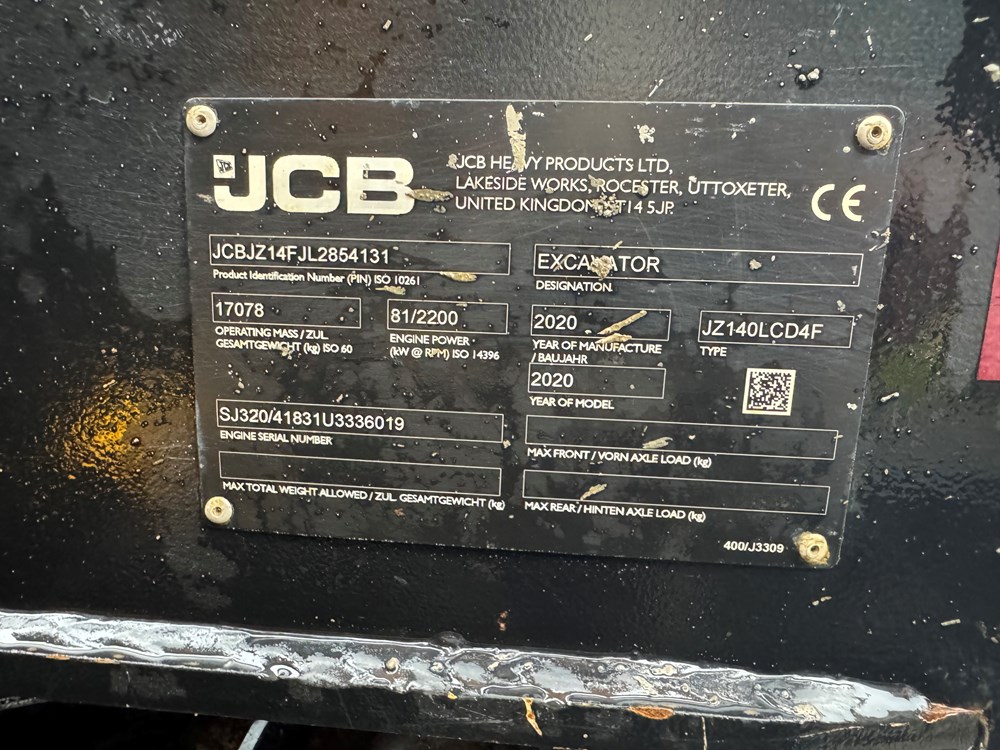 JCB
JCB HEAVY PRODUCTS LTD,
LAKESIDE WORKS, ROCESTER, UTTOXETER,
UNITED KINGDOM ST14 5JP.
CE
JCBJZ14FJL2854131
Product Identification Number (PIN) ISO 10261
EXCAVATOR
DESIGNATION
17078
OPERATING MASS / ZUL.
GESAMTGEWICHT (kg) ISO 60
81/2200
ENGINE POWER
(kW @ RPM) ISO 14396
2020
YEAR OF MANUFACTURE
/ BAUJAHR
JZ140LCD4F
TYPE
2020
YEAR OF MODEL
SJ320/41831U3336019
ENGINE SERIAL NUMBER
MAX FRONT / VORN AXLE LOAD (kg)
MAX TOTAL WEIGHT ALLOWED / ZUL. GESAMTGEWICHT (kg)
MAX REAR / HINTEN AXLE LOAD (kg)
400/J3309